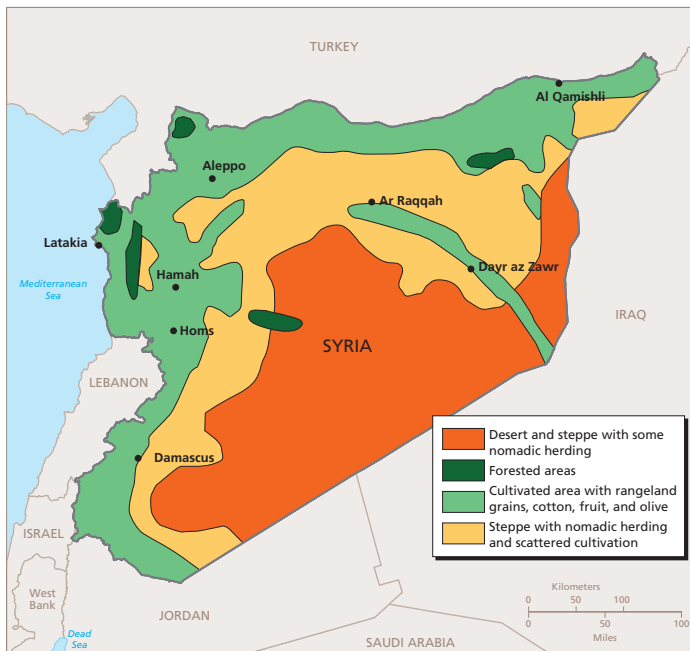 TURKEY
Al Qamishli
Aleppo
Ar Raqqah
Latakia
Dayr az Zawr
Hamah
Mediterranean
Sea
Homs
IRAQ
SYRIA
LEBANON
Damascus
Desert and steppe with some
nomadic herding
Forested areas
Cultivated area with rangeland
grains, cotton, fruit, and olive
Steppe with nomadic herding
and scattered cultivation
ISRAEL
West
Bank
JORDAN
Dead
Sea
SAUDI ARABIA
Kilometers
0 50 100
0 50 100
Miles